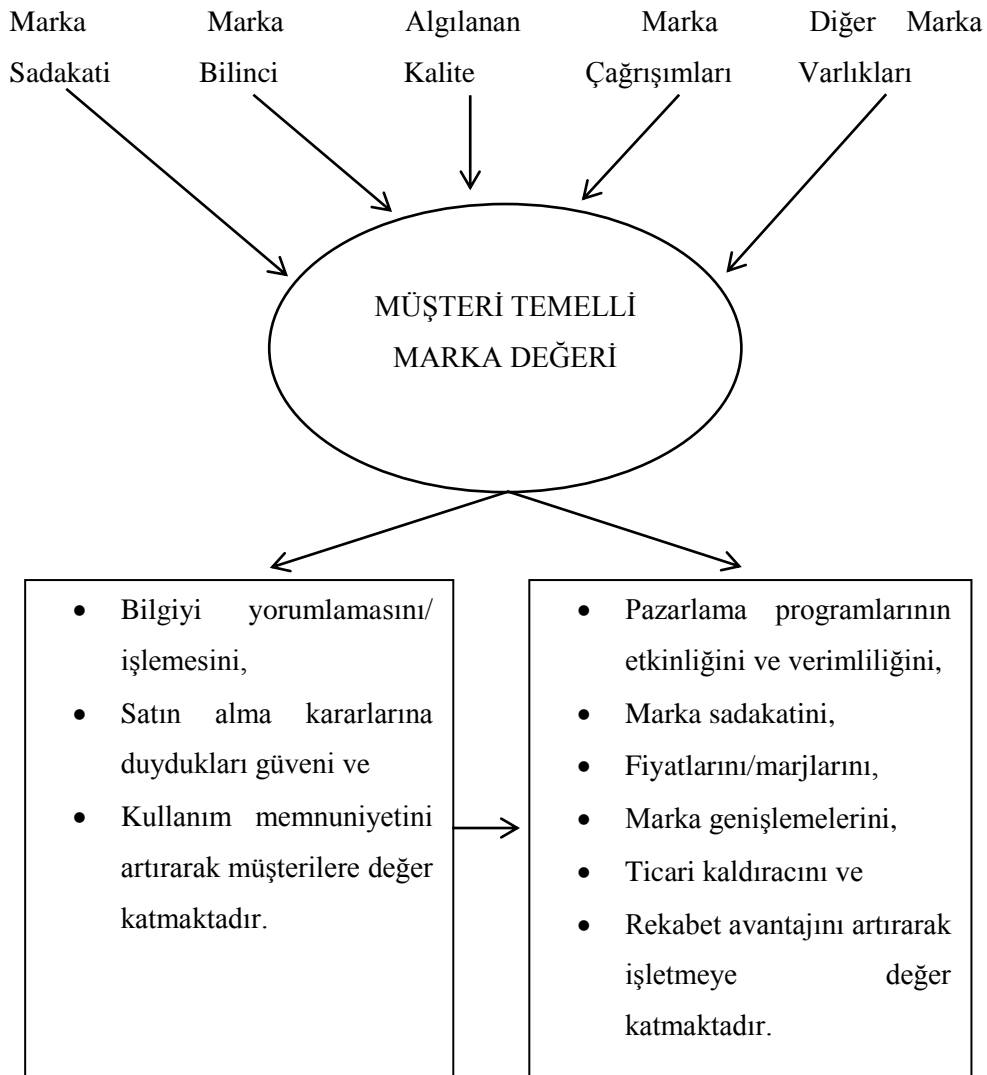 Marka Marka Algılanan Marka Diğer Marka
Sadakati Bilinci Kalite Çağrışımları Varlıkları
MÜŞTERİ TEMELLİ
MARKA DEĞERİ
• Bilgiyi yorumlamasını/
işlemesini,
• Satın alma kararlarına
duydukları güveni ve
• Kullanım memnuniyetini
artırarak müşterilere değer
katmaktadır.
• Pazarlama programlarının
etkinliğini ve verimliliğini,
• Marka sadakatini,
• Fiyatlarını/marjlarını,
• Marka genişlemelerini,
• Ticari kaldıracını ve
• Rekabet avantajını artırarak
işletmeye değer
katmaktadır.